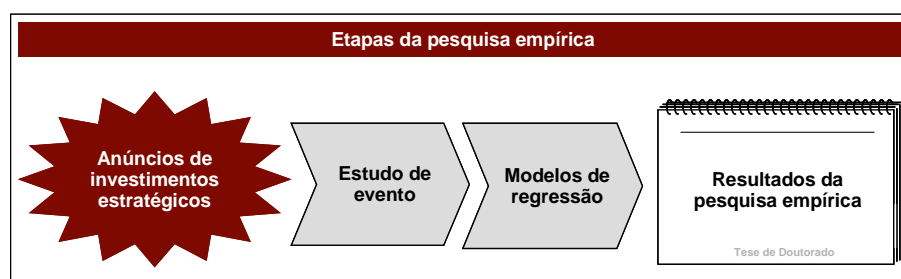 Etapas da pesquisa empírica
Anúncios de
investimentos
estratégicos
Estudo de
evento
Modelos de
regressão
Resultados da
pesquisa empírica
Tese de Doutorado